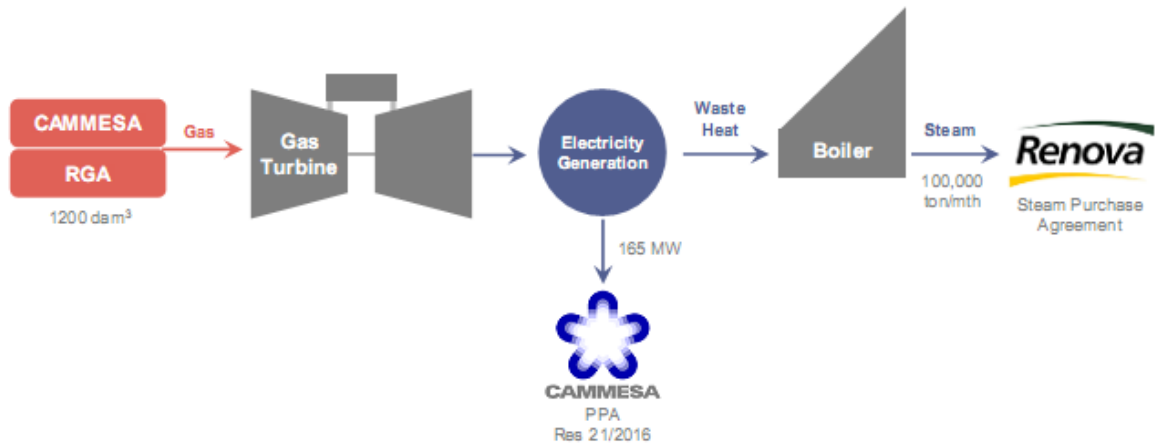 CAMMESA
RGA
1200 dam³
Gas
Gas
Turbine
Electricity
Generation
165 MW
CAMMESA
PPA
Res 21/2016
Waste
Heat
Boiler
Steam
100,000
ton/mth
Renova
Steam Purchase
Agreement